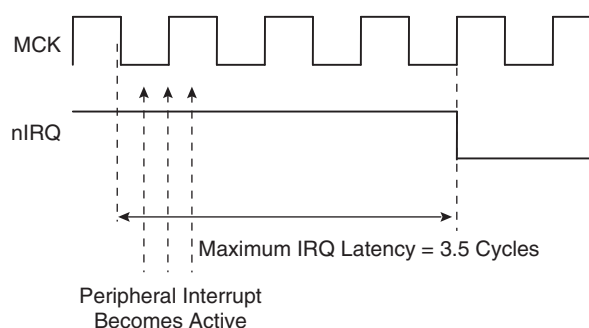 MCK
nIRQ
Maximum IRQ Latency = 3.5 Cycles
Peripheral Interrupt
Becomes Active